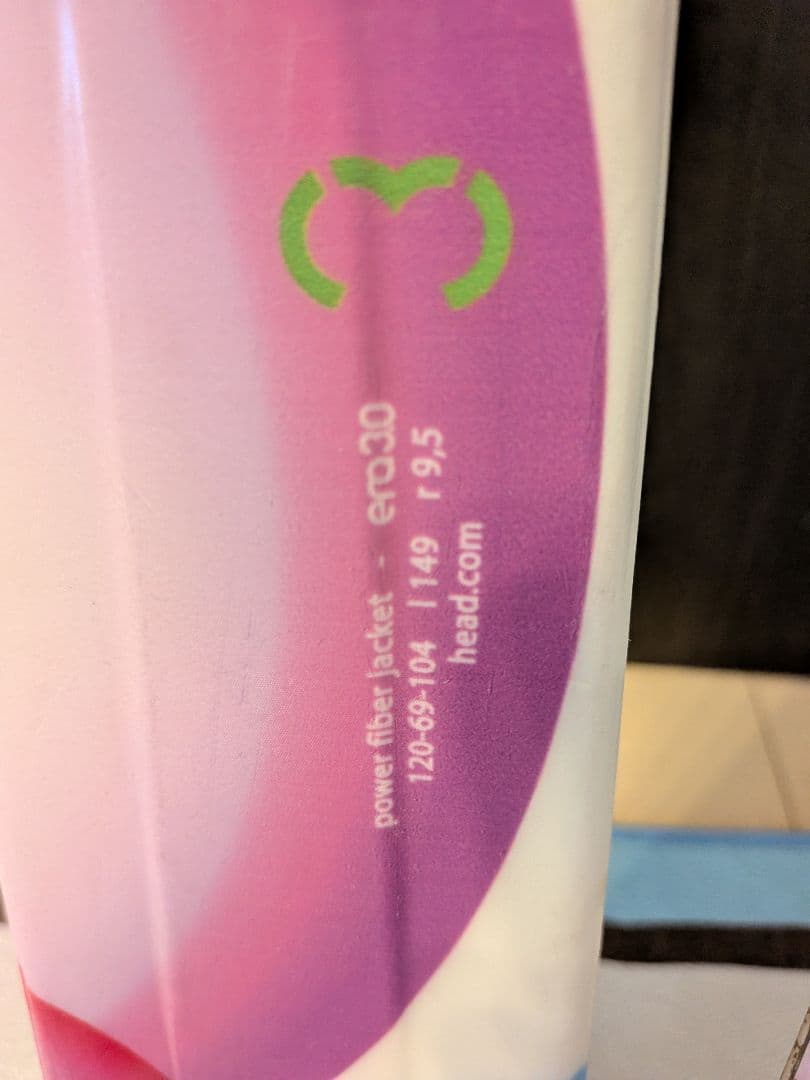 power fiber jacket - era3.0
120-69-104 l 149 r 9,5
head.com